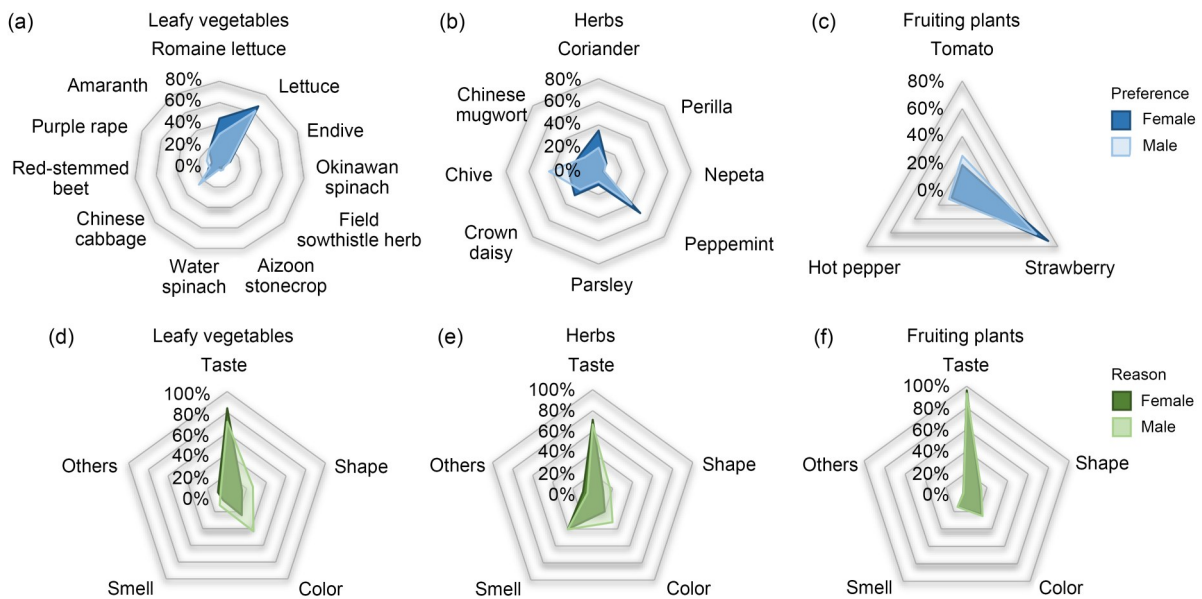 (a)
Leafy vegetables
Romaine lettuce
Amaranth
80%
Lettuce
60%
Purple rape
40%
Endive
20%
Red-stemmed
beet
0%
Okinawan
spinach
Chinese
cabbage
Field
sowthistle herb
Water
spinach
Aizoon
stonecrop
(b)
Herbs
Coriander
80%
Chinese
mugwort
60%
Perilla
40%
20%
Chive
0%
Nepeta
Crown
daisy
Peppemint
Parsley
(c)
Fruiting plants
Tomato
80%
60%
40%
20%
0%
Hot pepper
Strawberry
Preference
Female
Male
(d)
Leafy vegetables
Taste
100%
80%
60%
Others
40%
Shape
20%
0%
Smell
Color
(e)
Herbs
Taste
100%
80%
60%
Others
40%
Shape
20%
0%
Smell
Color
(f)
Fruiting plants
Taste
100%
80%
60%
Others
40%
Shape
20%
0%
Smell
Color
Reason
Female
Male